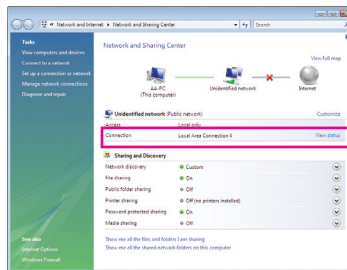 Network and Internet
Network and Sharing Center
Search
Tasks
View computers and devices
Connect to a network
Set up a connection or network
Manage network connections
Diagnose and repair
See also
Internet Options
Windows Firewall
Network and Sharing Center
View full map
AA-PC
(This computer)
Unidentified network
Internet
Unidentified network (Public network)
Customize
Access
Local only
Connection
Local Area Connection 4
View status
Sharing and Discovery
Network discovery
Custom
File sharing
On
Public folder sharing
Off
Printer sharing
Off (no printers installed)
Password protected sharing
On
Media sharing
Off
Show me all the files and folders I am sharing
Show me all the shared network folders on this computer